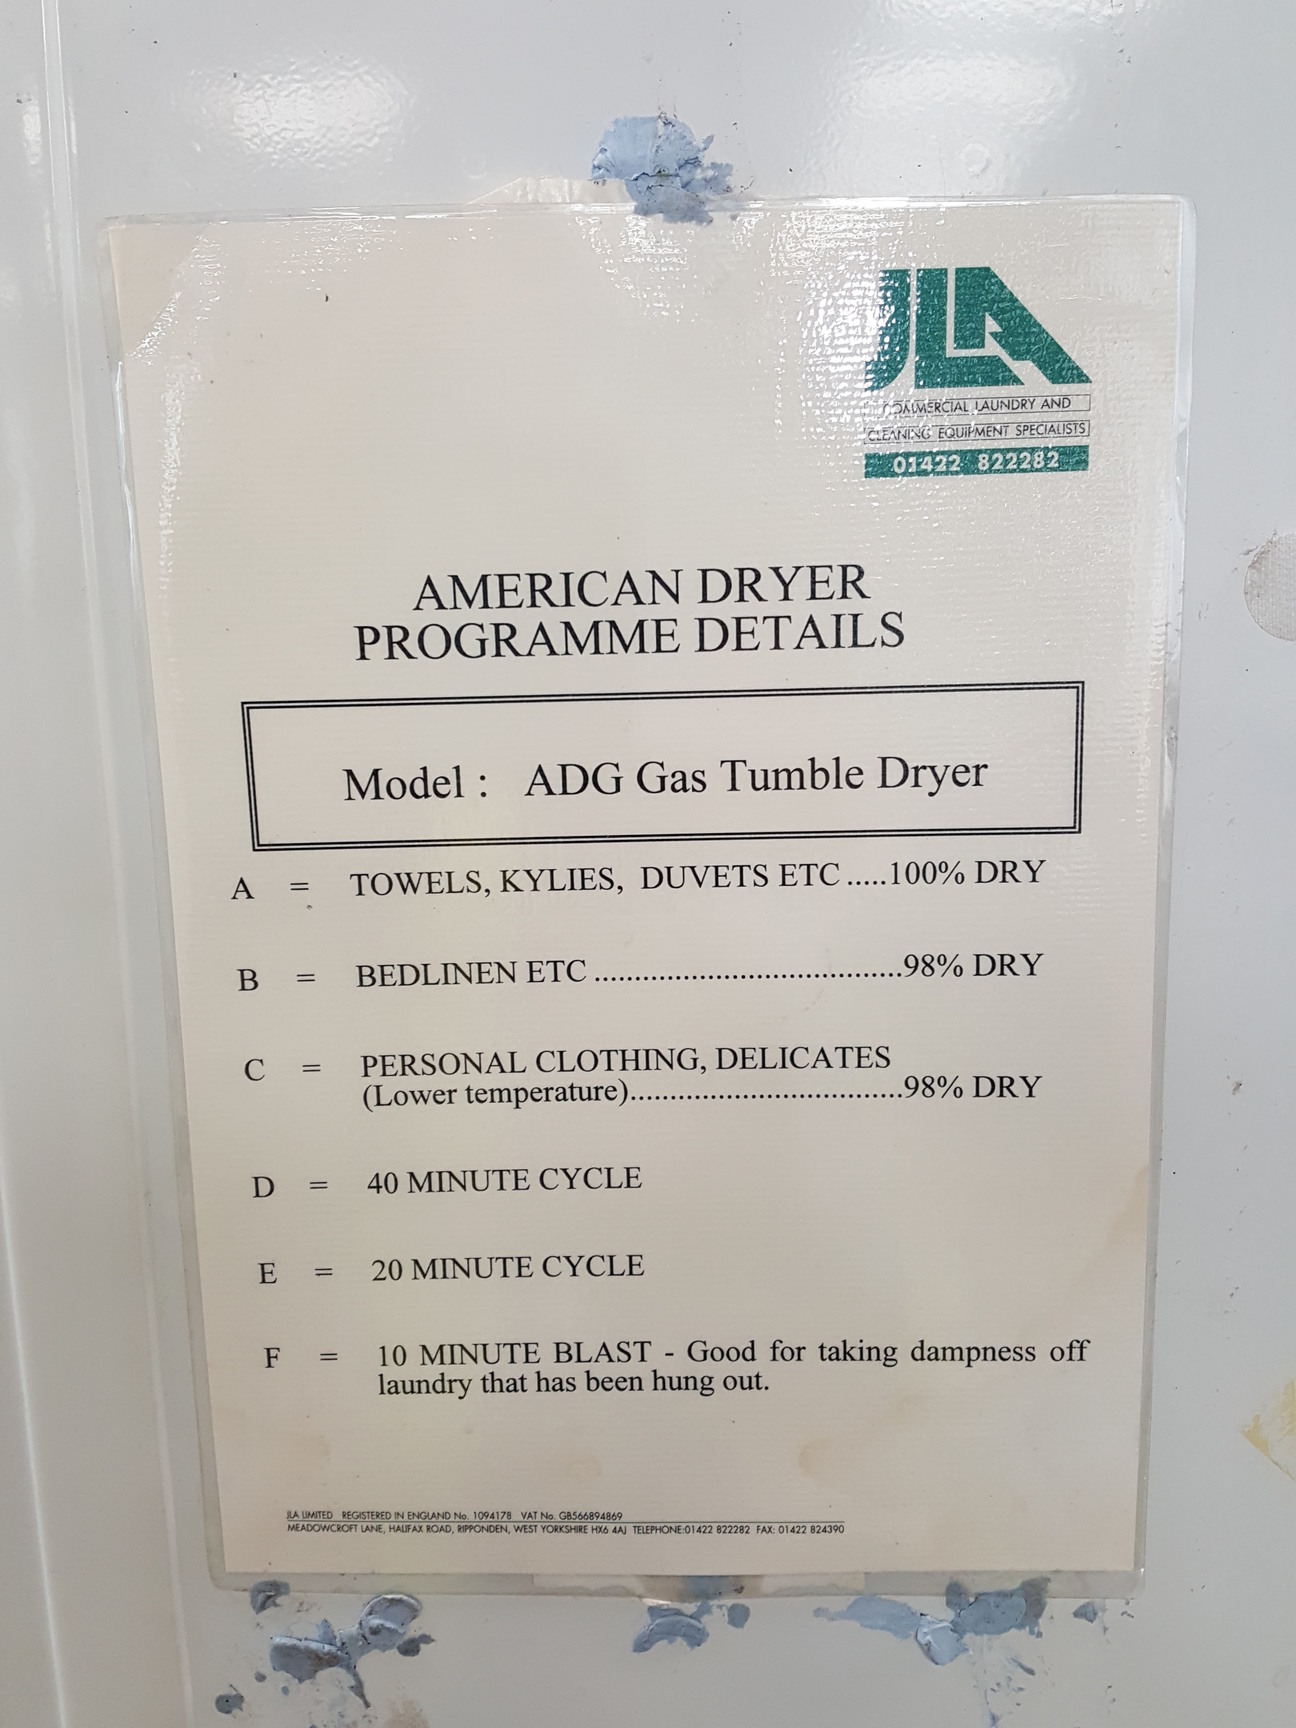 JLA
COMMERCIAL LAUNDRY AND
CLEANING EQUIPMENT SPECIALISTS
01422 822282
AMERICAN DRYER
PROGRAMME DETAILS
Model : ADG Gas Tumble Dryer
A = TOWELS, KYLIES, DUVETS ETC .....100% DRY
B = BEDLINEN ETC ......................................98% DRY
C = PERSONAL CLOTHING, DELICATES
(Lower temperature)..................................98% DRY
D = 40 MINUTE CYCLE
E = 20 MINUTE CYCLE
F = 10 MINUTE BLAST - Good for taking dampness off
laundry that has been hung out.
JLA LIMITED REGISTERED IN ENGLAND No. 1094178 VAT No. GB566894869
MEADOWCROFT LANE, HALIFAX ROAD, RIPPONDEN, WEST YORKSHIRE HX6 4AJ TELEPHONE:01422 822282 FAX: 01422 824390